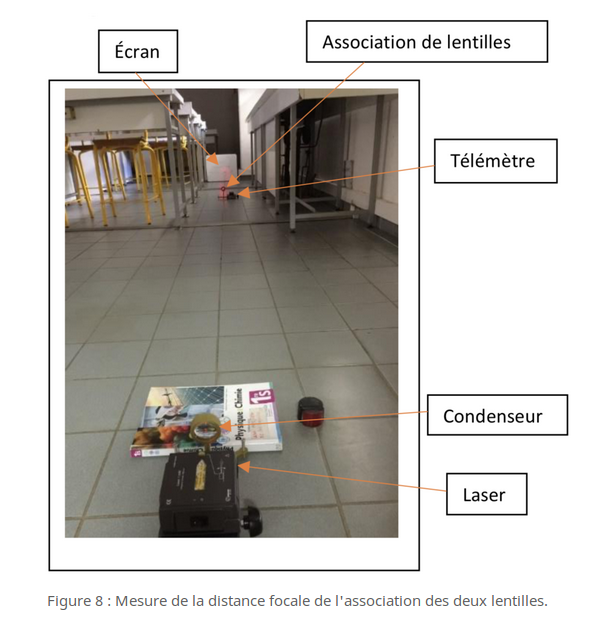 Écran
Association de lentilles
Télémètre
Physique Chimie
1S
Condenseur
Laser
Figure 8 : Mesure de la distance focale de l'association des deux lentilles.